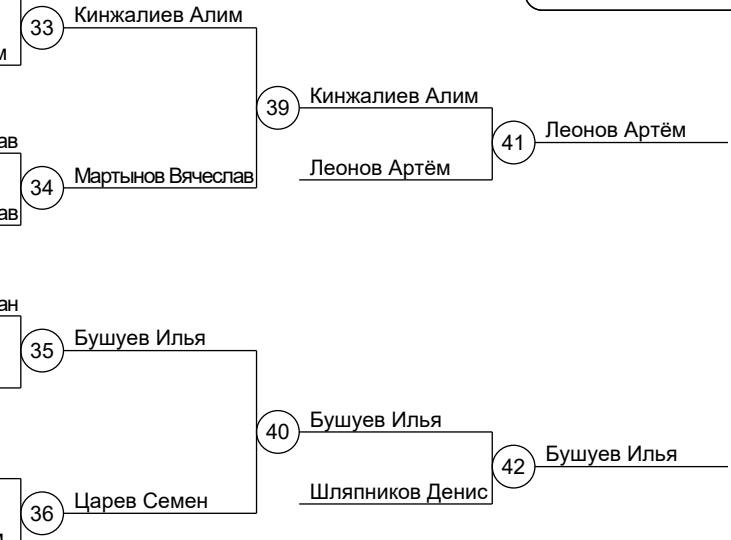 33 Кинжалиев Алим
39 Кинжалиев Алим
41 Леонов Артём
Леонов Артём
34 Мартынов Вячеслав
35 Бушуев Илья
40 Бушуев Илья
42 Бушуев Илья
Шляпников Денис
36 Царев Семен